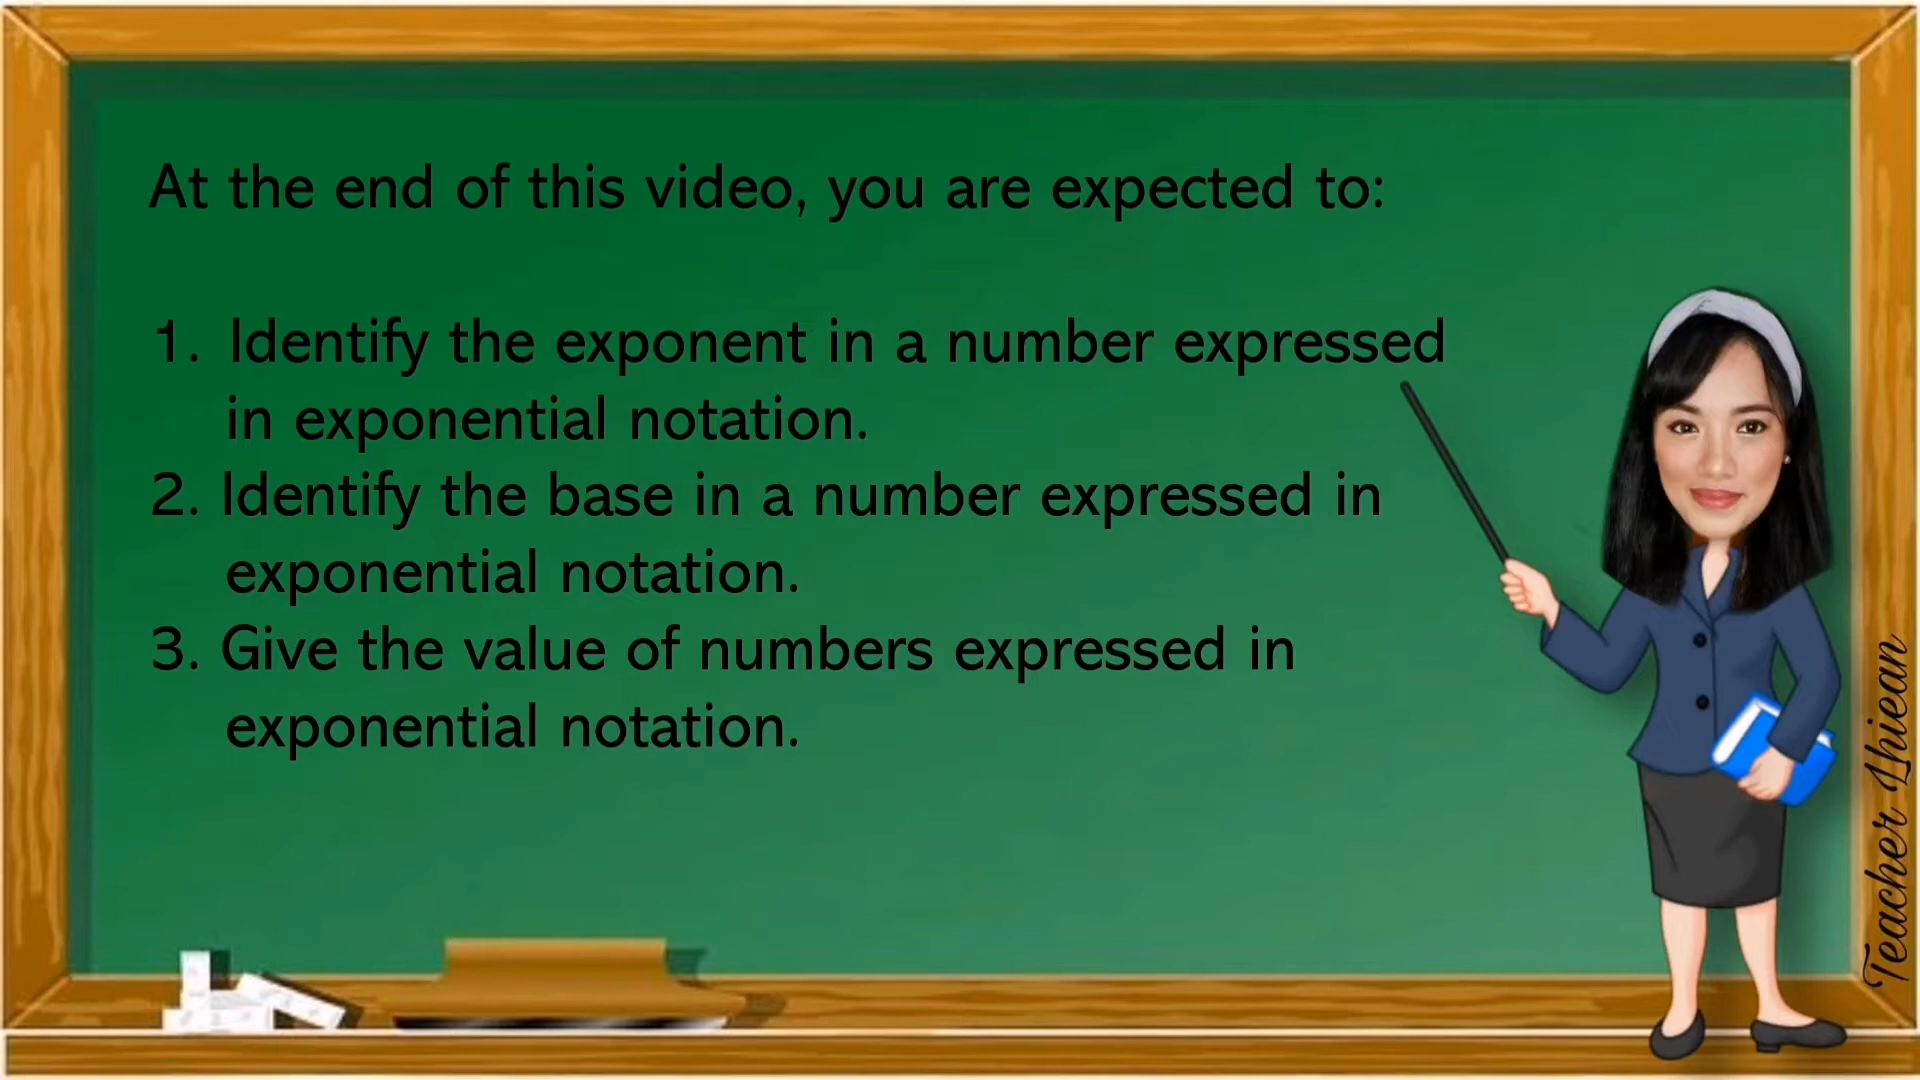 At the end of this video, you are expected to:
1. Identify the exponent in a number expressed
in exponential notation.
2. Identify the base in a number expressed in
exponential notation.
3. Give the value of numbers expressed in
exponential notation.
Teacher Lhiean